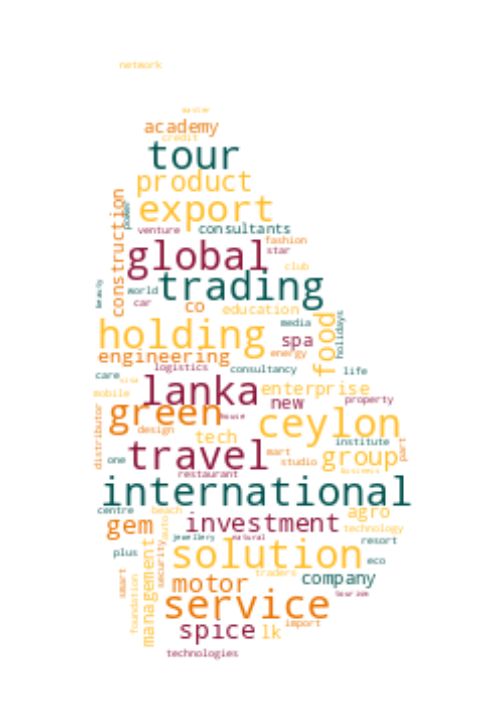 network
master
academy
credit
tour
product
export
construction
power
venture
consultants
fashion
global
star
club
trading
beauty
world
car
co
education
holding
media
food
holidays
spa
engineering
energy
logistics
consultancy
life
care
visa
lanka
enterprise
mobile
new
property
green
house
distributor
ceylon
design
tech
institute
travel
mart
group
part
one
studio
business
restaurant
international
centre
beach
agro
gem
auto
investment
technology
jewellery
natural
resort
plus
solution
eco
management
security
smart
foundation
motor
traders
company
service
tourism
spice
lk
import
technologies